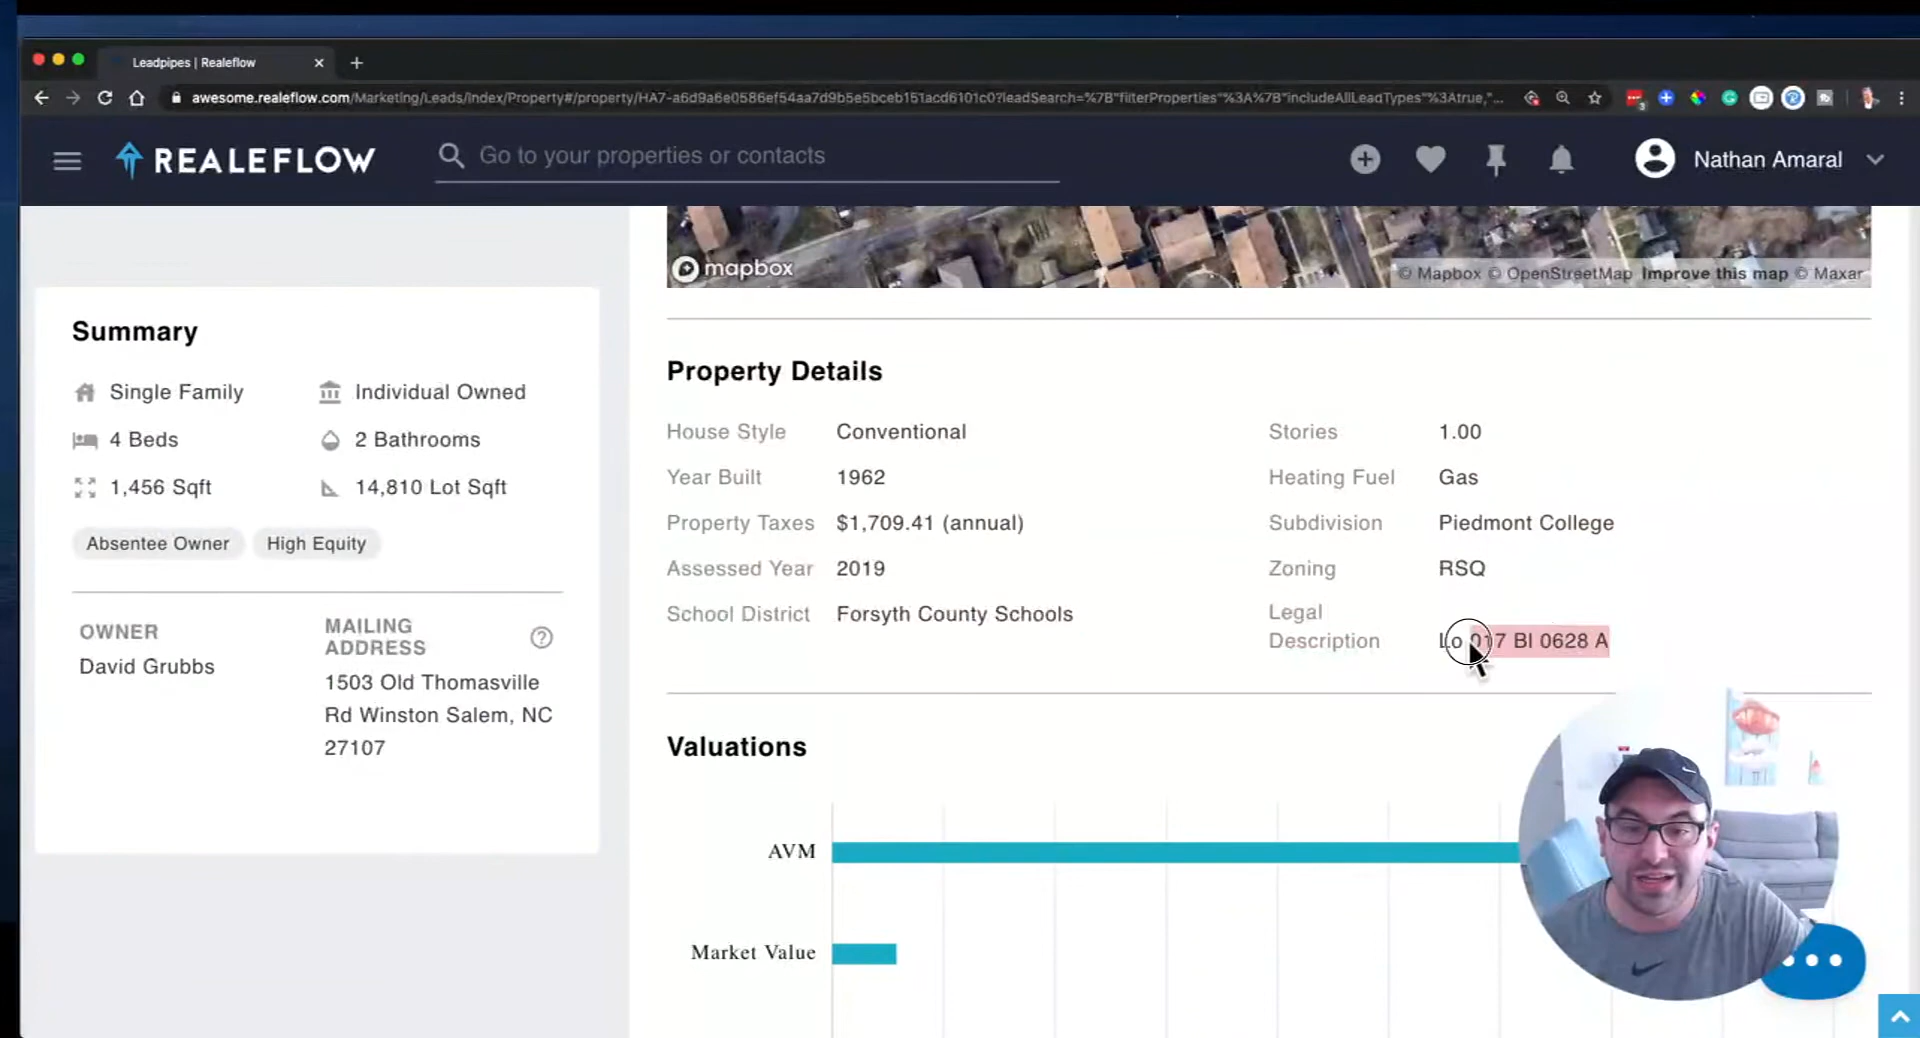 Leadpipes | Realeflow
awesome.realeflow.com/Marketing/Leads/Index/Property#/property/HA7-a6d9a6e0586ef54aa7d9b5e5bceb151acd6101c0?leadSearch=%7B"filterProperties"%3A%7B"includeAllLeadTypes"%3Atrue,"...
3
REALEFLOW
Go to your properties or contacts
Nathan Amaral
mapbox
© Mapbox © OpenStreetMap Improve this map © Maxar
Summary
Single Family
Individual Owned
4 Beds
2 Bathrooms
1,456 Sqft
14,810 Lot Sqft
Absentee Owner
High Equity
OWNER
David Grubbs
MAILING
ADDRESS
1503 Old Thomasville
Rd Winston Salem, NC
27107
Property Details
House Style Conventional
Year Built 1962
Property Taxes $1,709.41 (annual)
Assessed Year 2019
School District Forsyth County Schools
Stories 1.00
Heating Fuel Gas
Subdivision Piedmont College
Zoning RSQ
Legal
Description Lo 017 Bl 0628 A
Valuations
AVM
Market Value